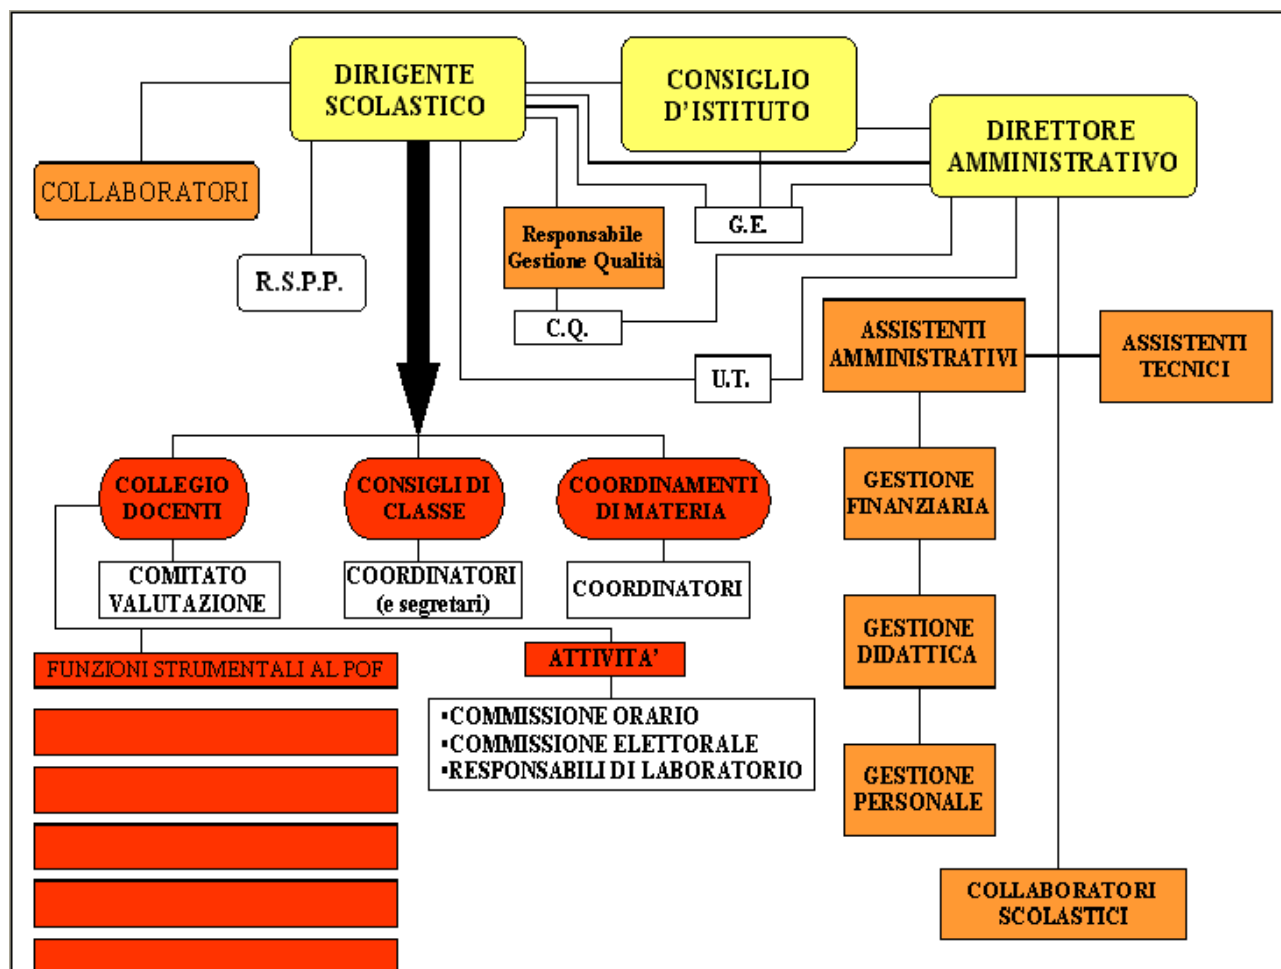 DIRIGENTE
SCOLASTICO
CONSIGLIO
D'ISTITUTO
DIRETTORE
AMMINISTRATIVO
COLLABORATORI
R.S.P.P.
Responsabile
Gestione Qualità
G.E.
C.Q.
U.T.
ASSISTENTI
AMMINISTRATIVI
ASSISTENTI
TECNICI
COLLEGIO
DOCENTI
CONSIGLI DI
CLASSE
COORDINAMENTI
DI MATERIA
GESTIONE
FINANZIARIA
COMITATO
VALUTAZIONE
COORDINATORI
(e segretari)
COORDINATORI
GESTIONE
DIDATTICA
FUNZIONI STRUMENTALI AL POF
ATTIVITA'
▪COMMISSIONE ORARIO
▪COMMISSIONE ELETTORALE
▪RESPONSABILI DI LABORATORIO
GESTIONE
PERSONALE
COLLABORATORI
SCOLASTICI